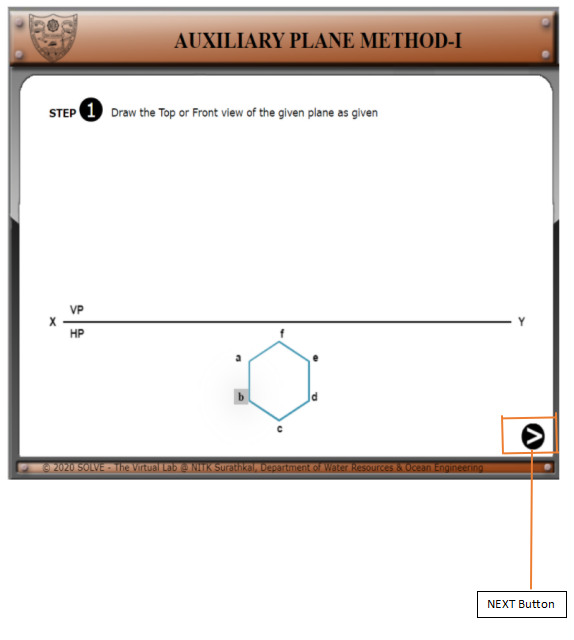 AUXILIARY PLANE METHOD-I
STEP 1 Draw the Top or Front view of the given plane as given
VP
X Y
HP
f
a e
b d
c
© 2020 SOLVE - The Virtual Lab @ NITK Surathkal, Department of Water Resources & Ocean Engineering
NEXT Button